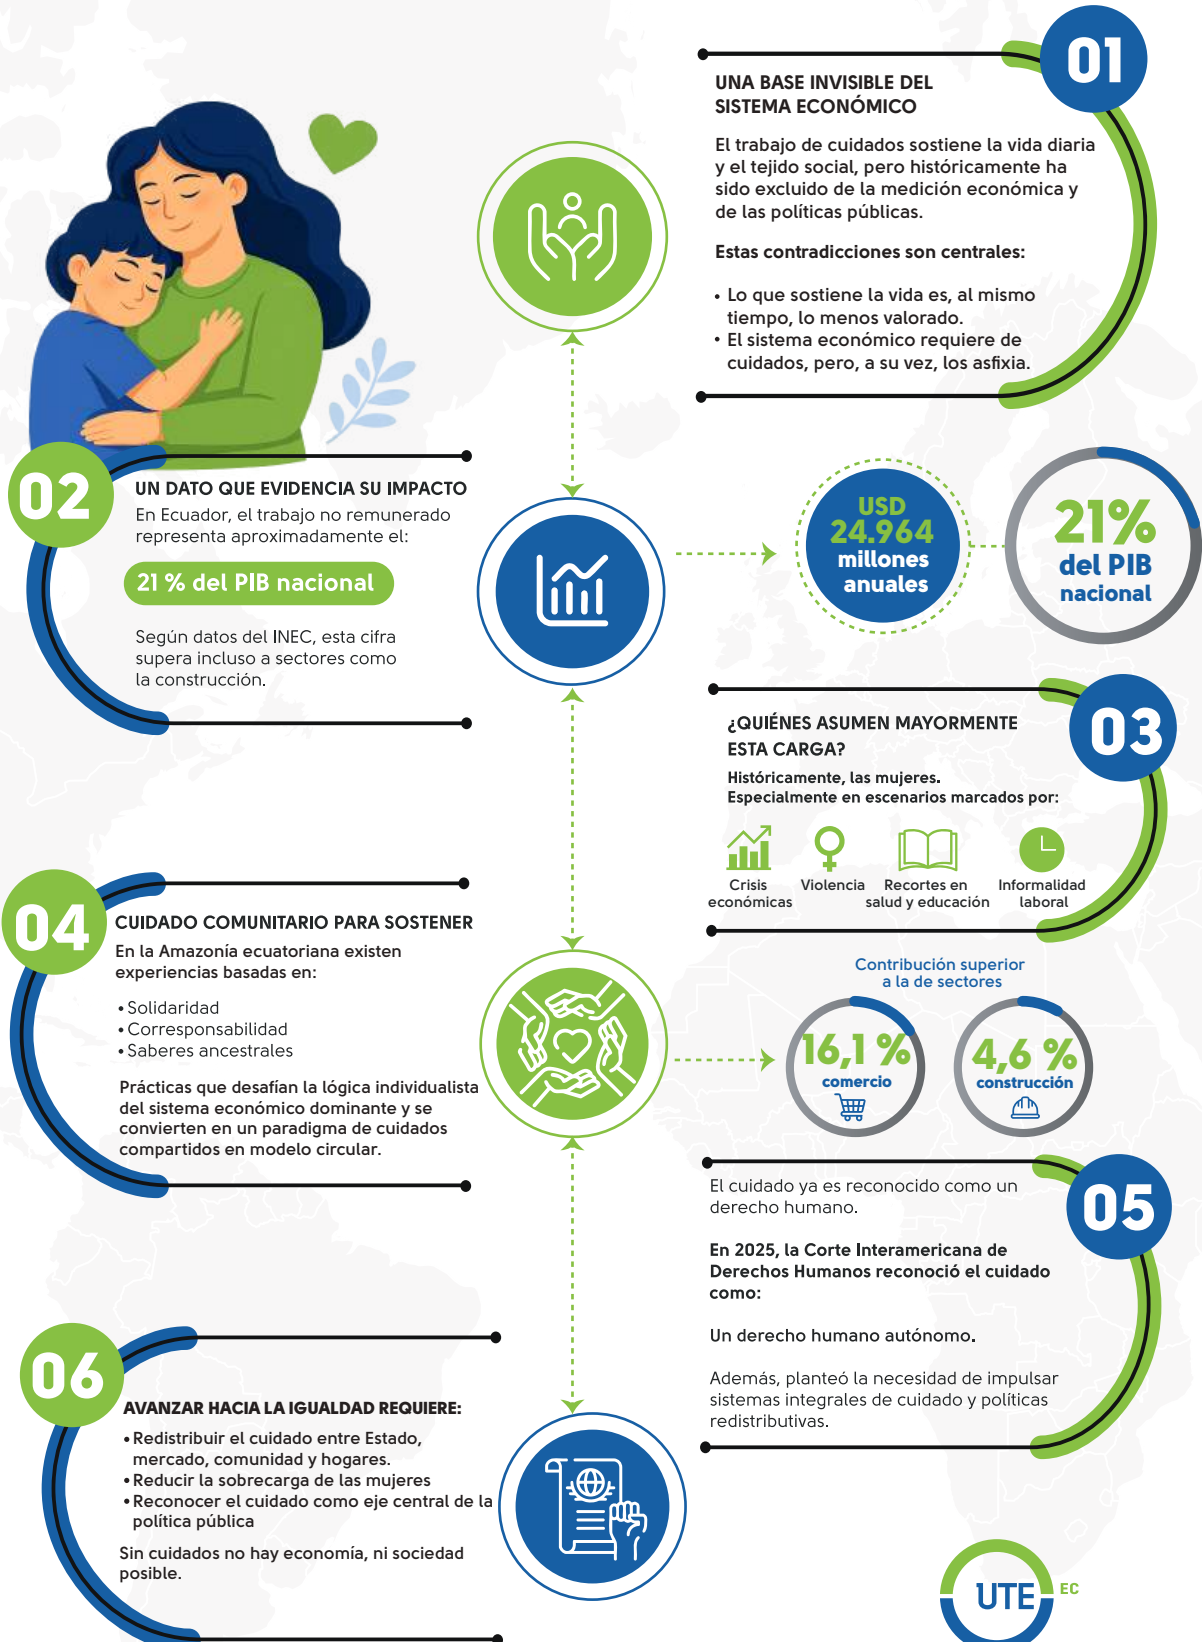 01
UNA BASE INVISIBLE DEL
SISTEMA ECONÓMICO
El trabajo de cuidados sostiene la vida diaria
y el tejido social, pero históricamente ha
sido excluido de la medición económica y
de las políticas públicas.
Estas contradicciones son centrales:
• Lo que sostiene la vida es, al mismo
tiempo, lo menos valorado.
• El sistema económico requiere de
cuidados, pero, a su vez, los asfixia.
02
UN DATO QUE EVIDENCIA SU IMPACTO
En Ecuador, el trabajo no remunerado
representa aproximadamente el:
21 % del PIB nacional
Según datos del INEC, esta cifra
supera incluso a sectores como
la construcción.
USD
24.964
millones
anuales
21%
del PIB
nacional
03
¿QUIÉNES ASUMEN MAYORMENTE
ESTA CARGA?
Históricamente, las mujeres.
Especialmente en escenarios marcados por:
Crisis
económicas
Violencia
Recortes en
salud y educación
Informalidad
laboral
04
CUIDADO COMUNITARIO PARA SOSTENER
En la Amazonía ecuatoriana existen
experiencias basadas en:
• Solidaridad
• Corresponsabilidad
• Saberes ancestrales
Prácticas que desafían la lógica individualista
del sistema económico dominante y se
convierten en un paradigma de cuidados
compartidos en modelo circular.
Contribución superior
a la de sectores
16,1 %
comercio
4,6 %
construcción
05
El cuidado ya es reconocido como un
derecho humano.
En 2025, la Corte Interamericana de
Derechos Humanos reconoció el cuidado
como:
Un derecho humano autónomo.
Además, planteó la necesidad de impulsar
sistemas integrales de cuidado y políticas
redistributivas.
06
AVANZAR HACIA LA IGUALDAD REQUIERE:
• Redistribuir el cuidado entre Estado,
mercado, comunidad y hogares.
• Reducir la sobrecarga de las mujeres
• Reconocer el cuidado como eje central de la
política pública
Sin cuidados no hay economía, ni sociedad
posible.
UTE EC